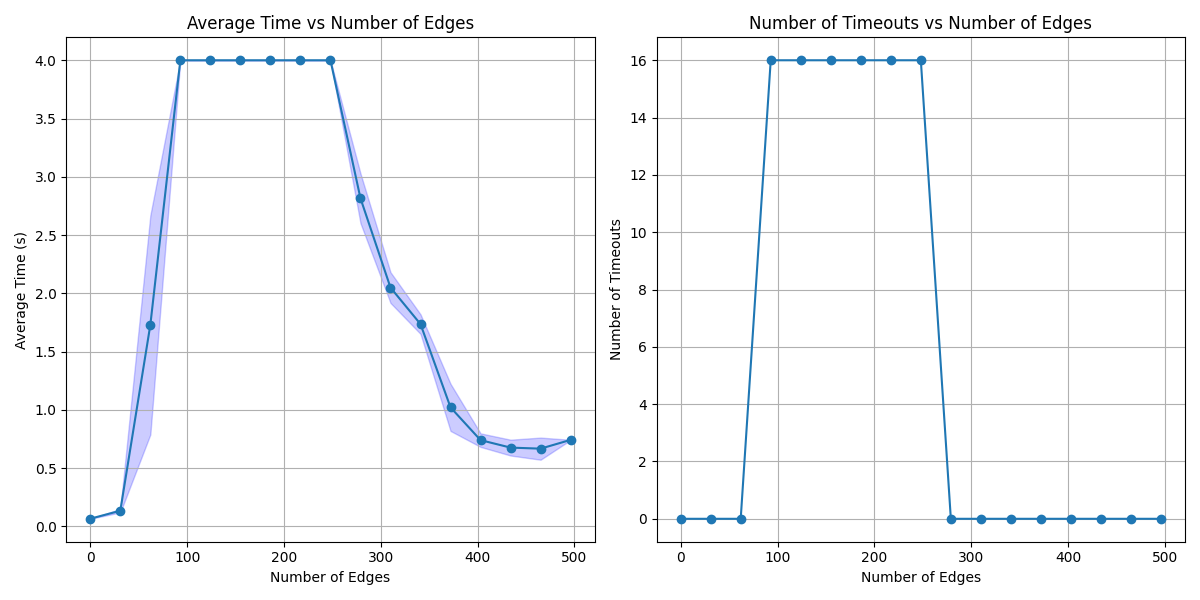 Average Time vs Number of Edges
Average Time (s)
4.0
3.5
3.0
2.5
2.0
1.5
1.0
0.5
0.0
0 100 200 300 400 500
Number of Edges
Number of Timeouts vs Number of Edges
Number of Timeouts
16
14
12
10
8
6
4
2
0
0 100 200 300 400 500
Number of Edges